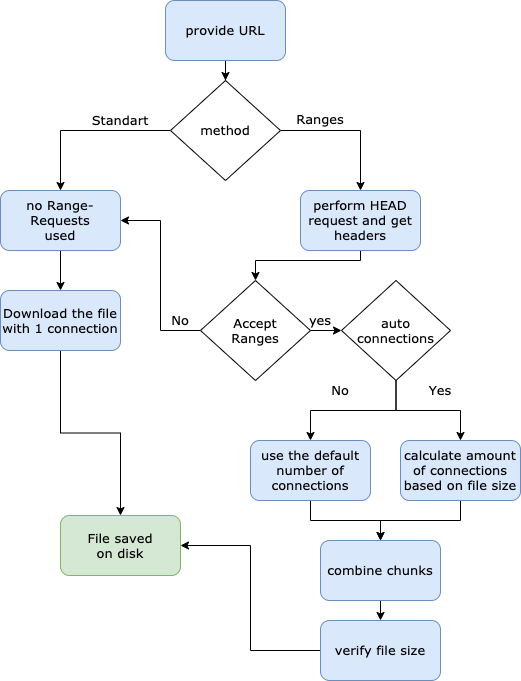 provide URL
Standart
method
Ranges
no Range-
Requests
used
perform HEAD
request and get
headers
Download the file
with 1 connection
No
Accept
Ranges
yes
auto
connections
No
Yes
use the default
number of
connections
calculate amount
of connections
based on file size
File saved
on disk
combine chunks
verify file size